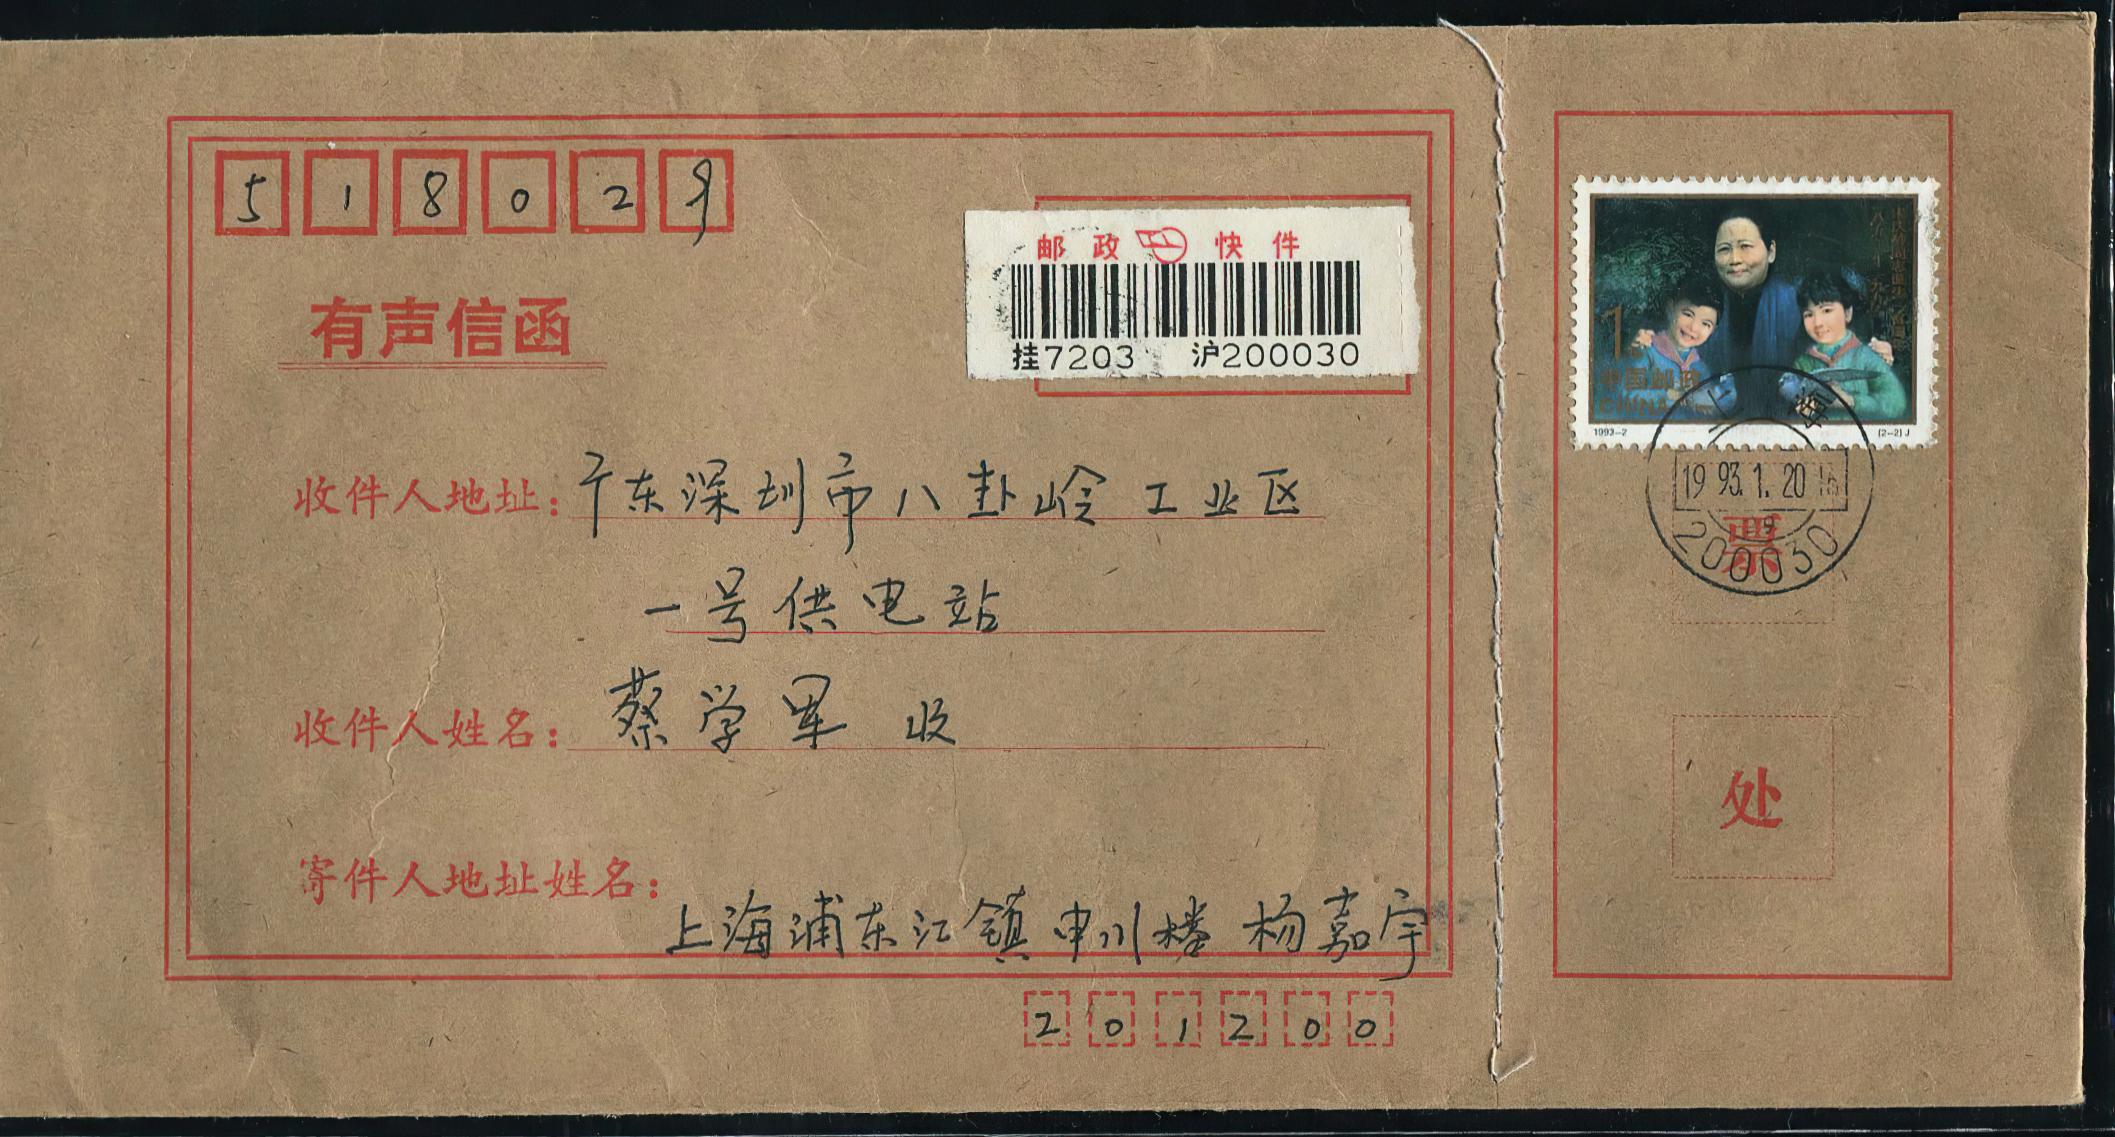 518029
邮政 快件
挂7203 沪200030
有声信函
收件人地址：广东深圳市八卦岭工业区
一号供电站
收件人姓名：蔡学军 收
寄件人地址姓名：
上海浦东江镇申川楼 杨嘉宇
201200
中国邮政
CHINA
1993-2
(2-2)J
上海
1993.1.20
200030
票
处